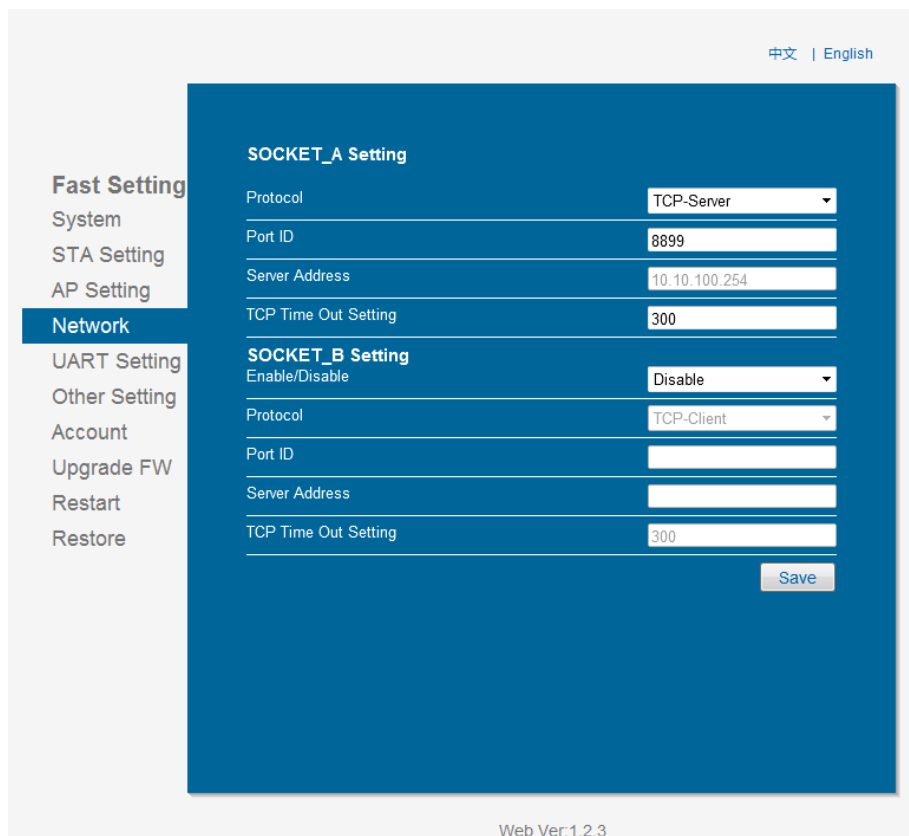 中文 | English
Fast Setting
System
STA Setting
AP Setting
Network
UART Setting
Other Setting
Account
Upgrade FW
Restart
Restore
SOCKET_A Setting
Protocol TCP-Server
Port ID 8899
Server Address 10.10.100.254
TCP Time Out Setting 300
SOCKET_B Setting
Enable/Disable Disable
Protocol TCP-Client
Port ID
Server Address
TCP Time Out Setting 300
Save
Web Ver:1.2.3